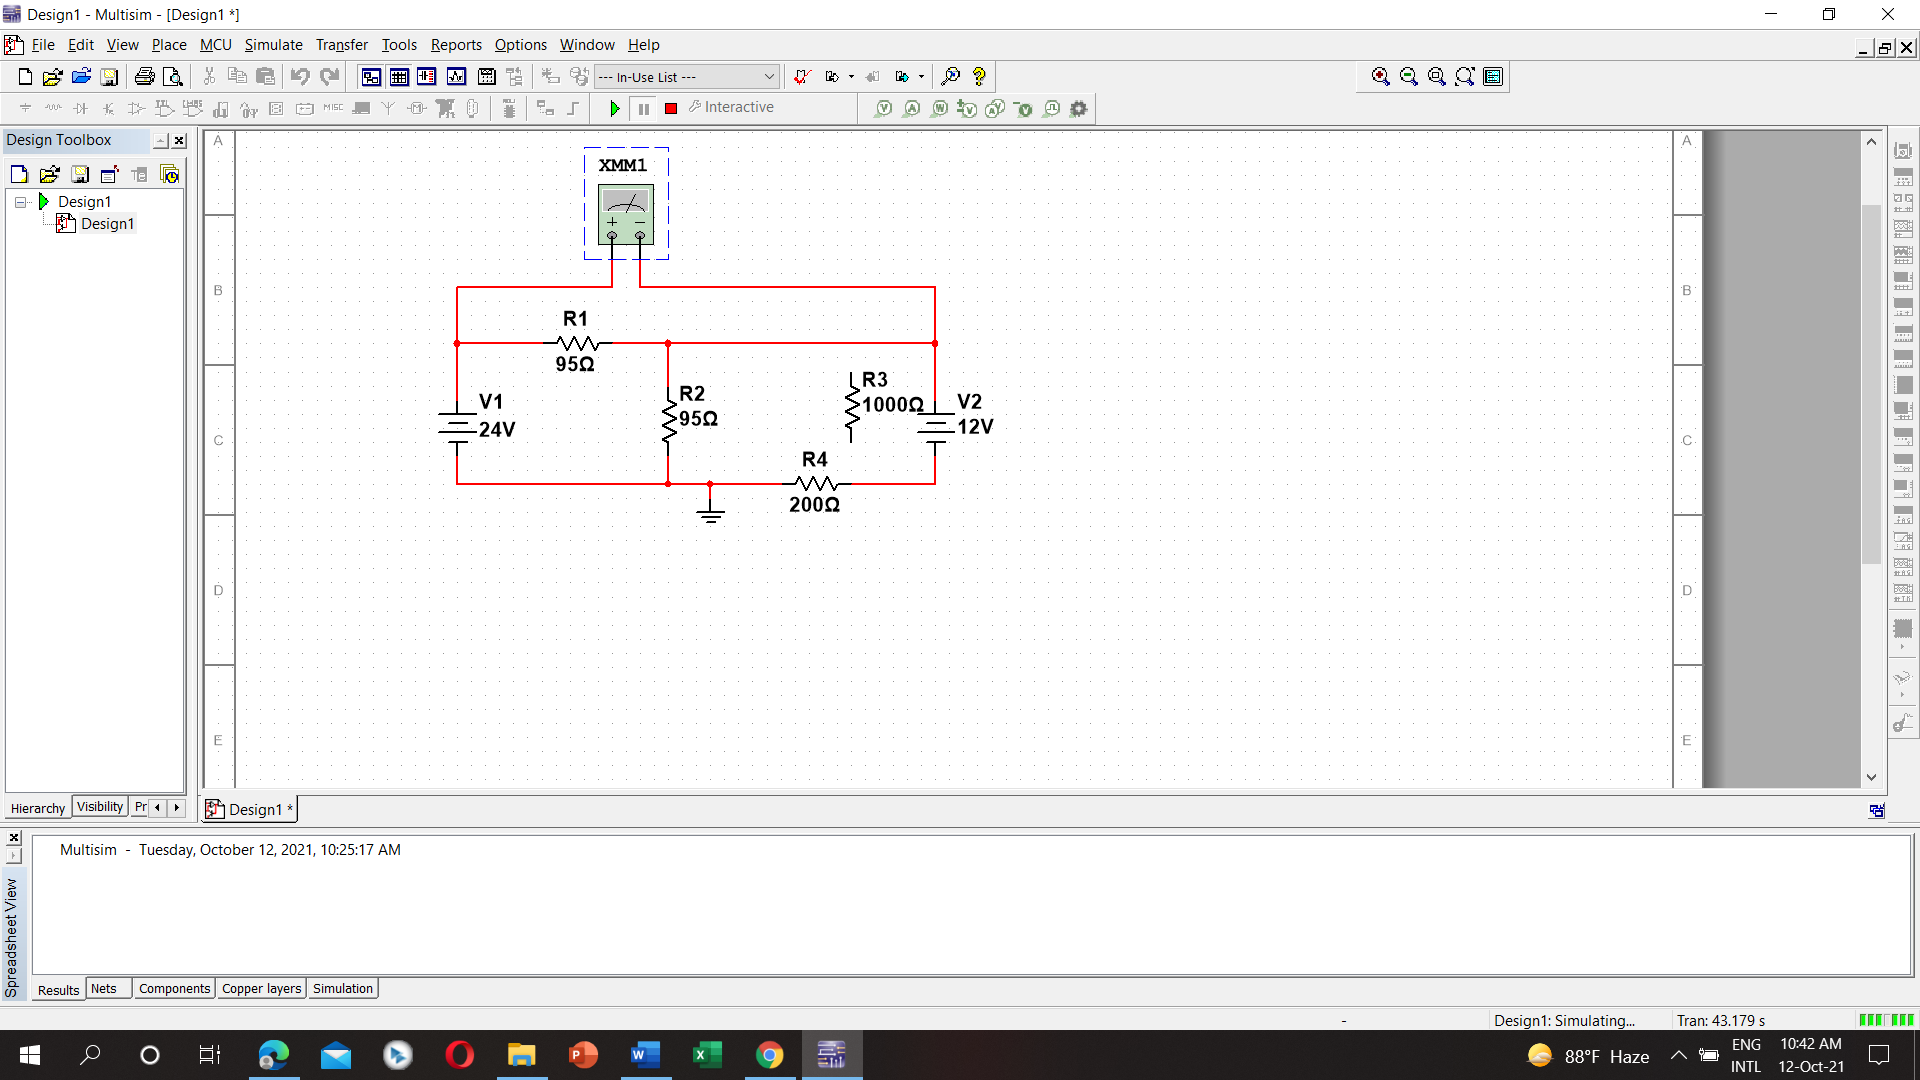 Design1 - Multisim - [Design1 *]
File Edit View Place MCU Simulate Transfer Tools Reports Options Window Help
--- In-Use List ---
MISC Interactive
Design Toolbox
Design1
Design1
Hierarchy Visibility Pr
A A
B B
C C
D D
E E
XMM1
+ −
R1
95Ω
R2
95Ω
R3
1000Ω
V1
24V
V2
12V
R4
200Ω
Design1 *
Multisim - Tuesday, October 12, 2021, 10:25:17 AM
Spreadsheet View
Results Nets Components Copper layers Simulation
- Design1: Simulating... Tran: 43.179 s
88°F Haze
ENG
INTL
10:42 AM
12-Oct-21